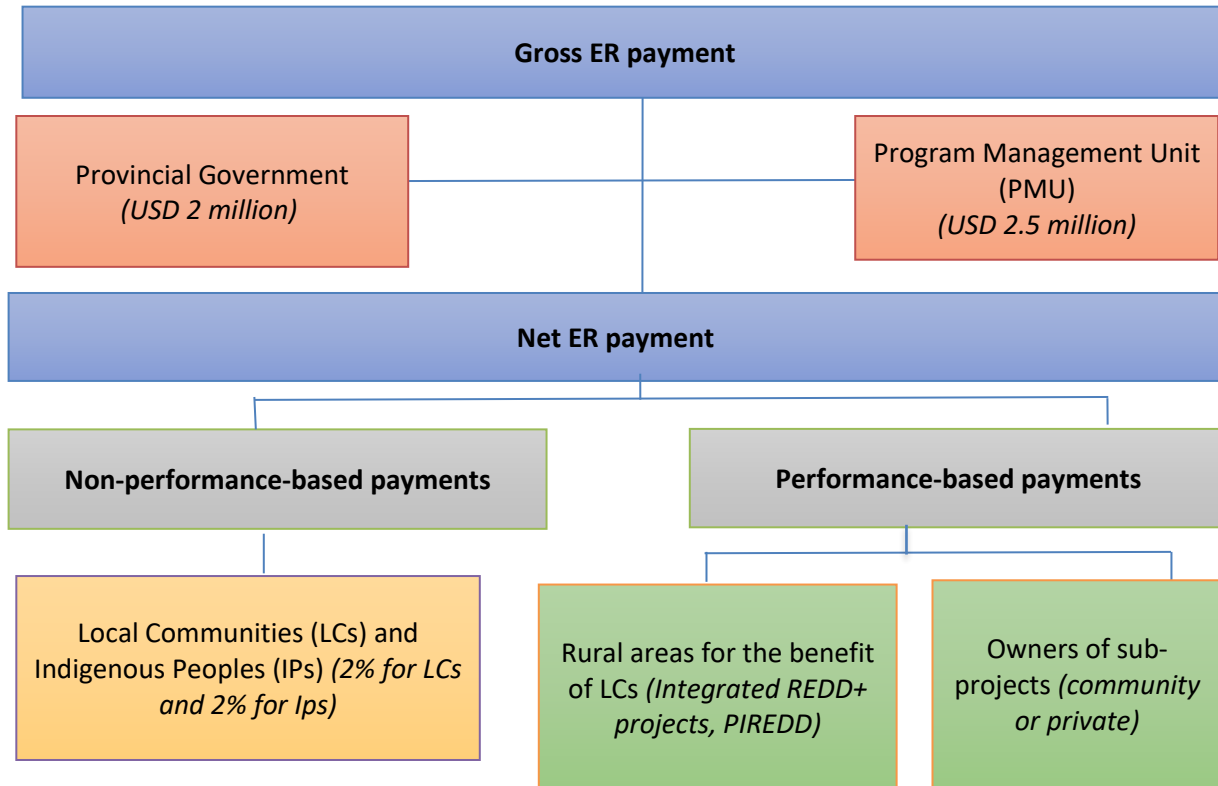 Gross ER payment
Provincial Government
(USD 2 million)
Program Management Unit
(PMU)
(USD 2.5 million)
Net ER payment
Non-performance-based payments
Performance-based payments
Local Communities (LCs) and
Indigenous Peoples (IPs) (2% for LCs
and 2% for Ips)
Rural areas for the benefit
of LCs (Integrated REDD+
projects, PIREDD)
Owners of sub-
projects (community
or private)